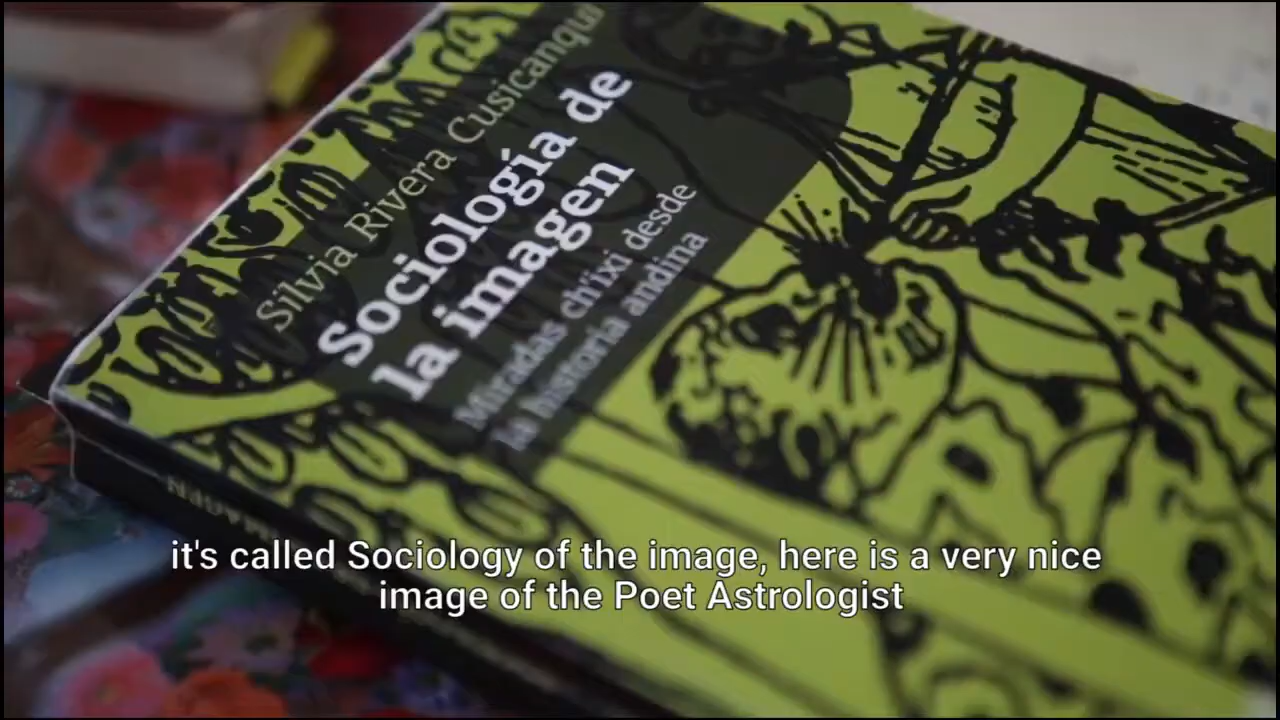 Silvia Rivera Cusicanqui
Sociología de
la imagen
Miradas ch'ixi desde
la historia andina
IMAGEN
it's called Sociology of the image, here is a very nice
image of the Poet Astrologist